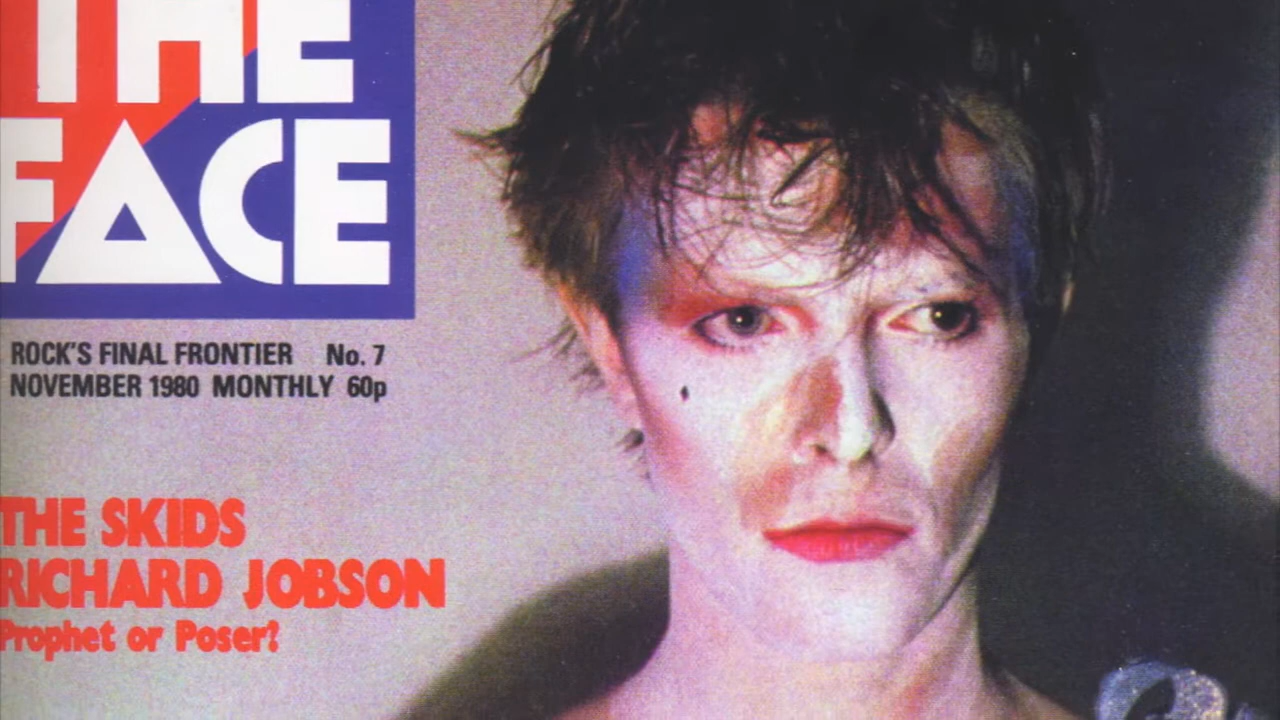 THE
FACE
ROCK'S FINAL FRONTIER No. 7
NOVEMBER 1980 MONTHLY 60p
THE SKIDS
RICHARD JOBSON
Prophet or Poser?